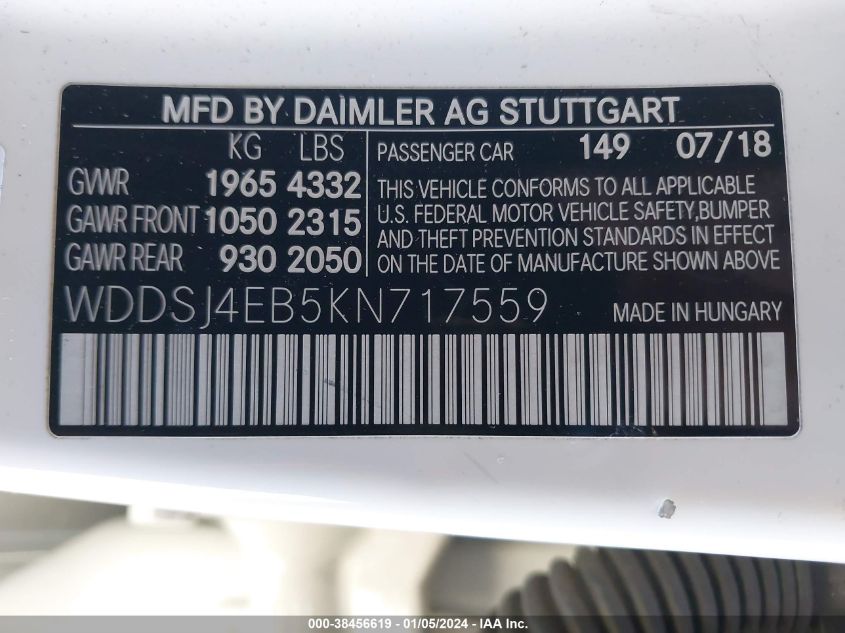 MFD BY DAIMLER AG STUTTGART
KG LBS
GVWR 1965 4332
GAWR FRONT 1050 2315
GAWR REAR 930 2050
PASSENGER CAR 149 07/18
THIS VEHICLE CONFORMS TO ALL APPLICABLE
U.S. FEDERAL MOTOR VEHICLE SAFETY,BUMPER
AND THEFT PREVENTION STANDARDS IN EFFECT
ON THE DATE OF MANUFACTURE SHOWN ABOVE
WDDSJ4EB5KN717559 MADE IN HUNGARY
000-38456619 - 01/05/2024 - IAA Inc.